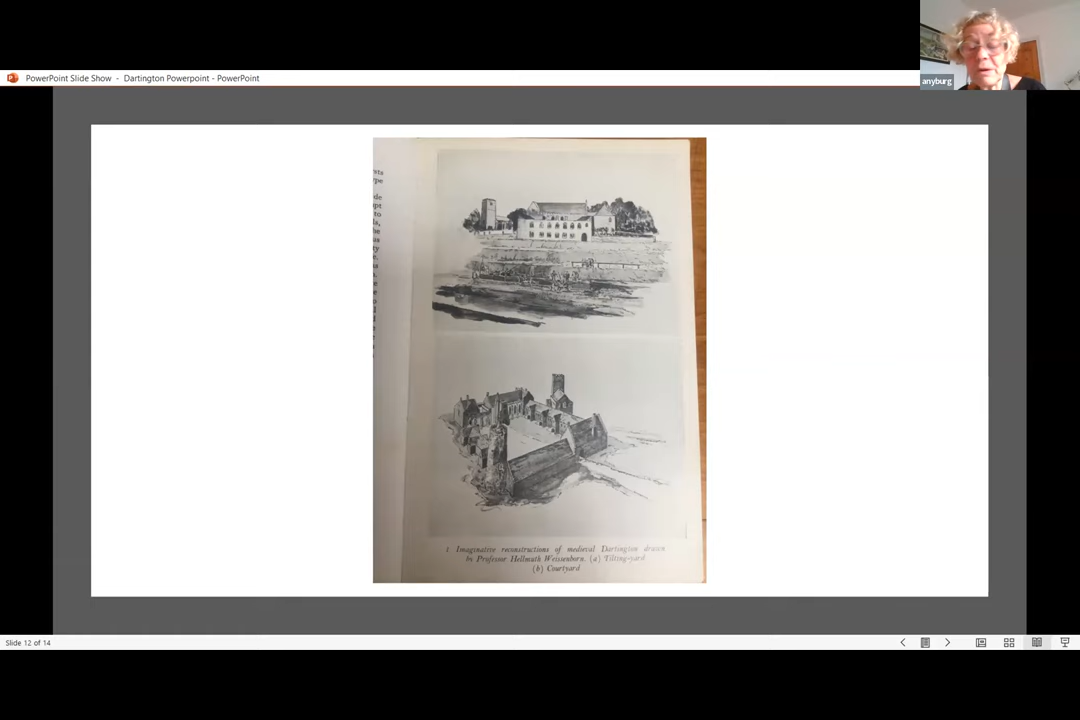 PowerPoint Slide Show - Dartington Powerpoint - PowerPoint
anyburg
1 Imaginative reconstructions of medieval Dartington drawn
by Professor Hellmuth Weissenborn. (a) Tilting-yard
(b) Courtyard
Slide 12 of 14